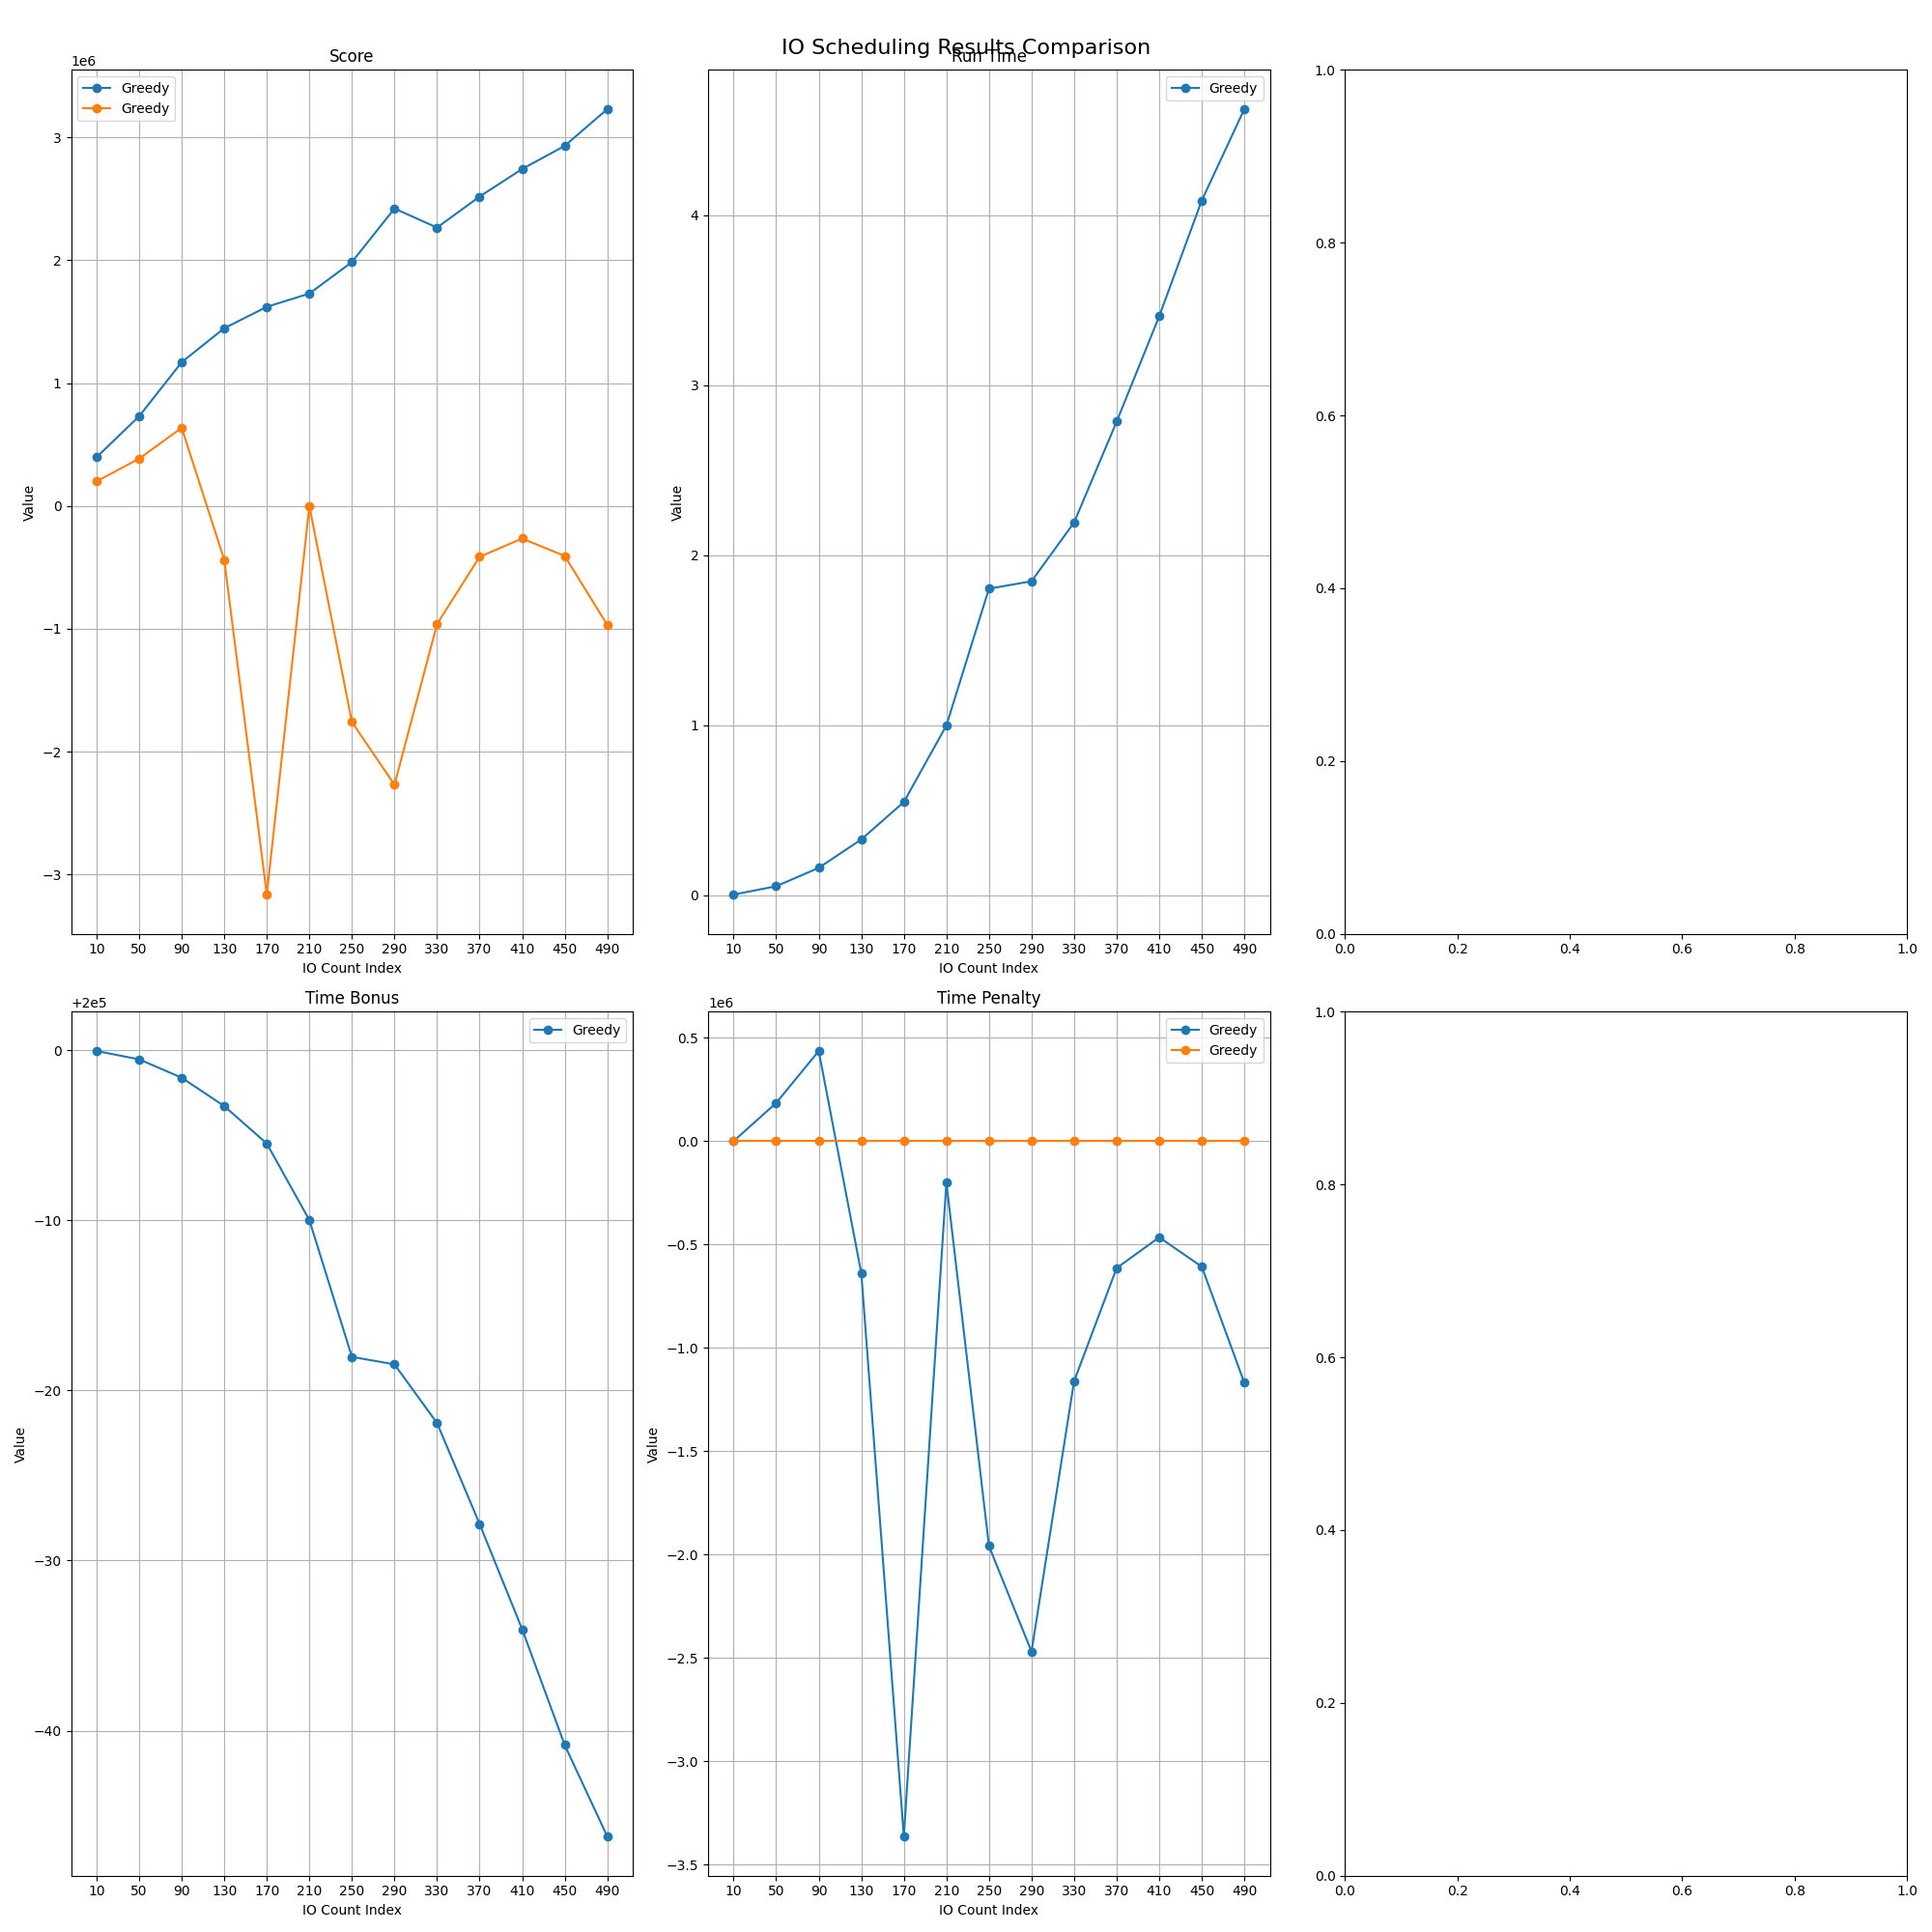 IO Scheduling Results Comparison
Score
1e6
Greedy
Greedy
3
2
1
0
−1
−2
−3
Value
10 50 90 130 170 210 250 290 330 370 410 450 490
IO Count Index
Run Time
Greedy
4
3
2
1
0
Value
10 50 90 130 170 210 250 290 330 370 410 450 490
IO Count Index
1.0
0.8
0.6
0.4
0.2
0.0
0.0 0.2 0.4 0.6 0.8 1.0
Time Bonus
+2e5
Greedy
0
−10
−20
−30
−40
Value
10 50 90 130 170 210 250 290 330 370 410 450 490
IO Count Index
Time Penalty
1e6
Greedy
Greedy
0.5
0.0
−0.5
−1.0
−1.5
−2.0
−2.5
−3.0
−3.5
Value
10 50 90 130 170 210 250 290 330 370 410 450 490
IO Count Index
1.0
0.8
0.6
0.4
0.2
0.0
0.0 0.2 0.4 0.6 0.8 1.0